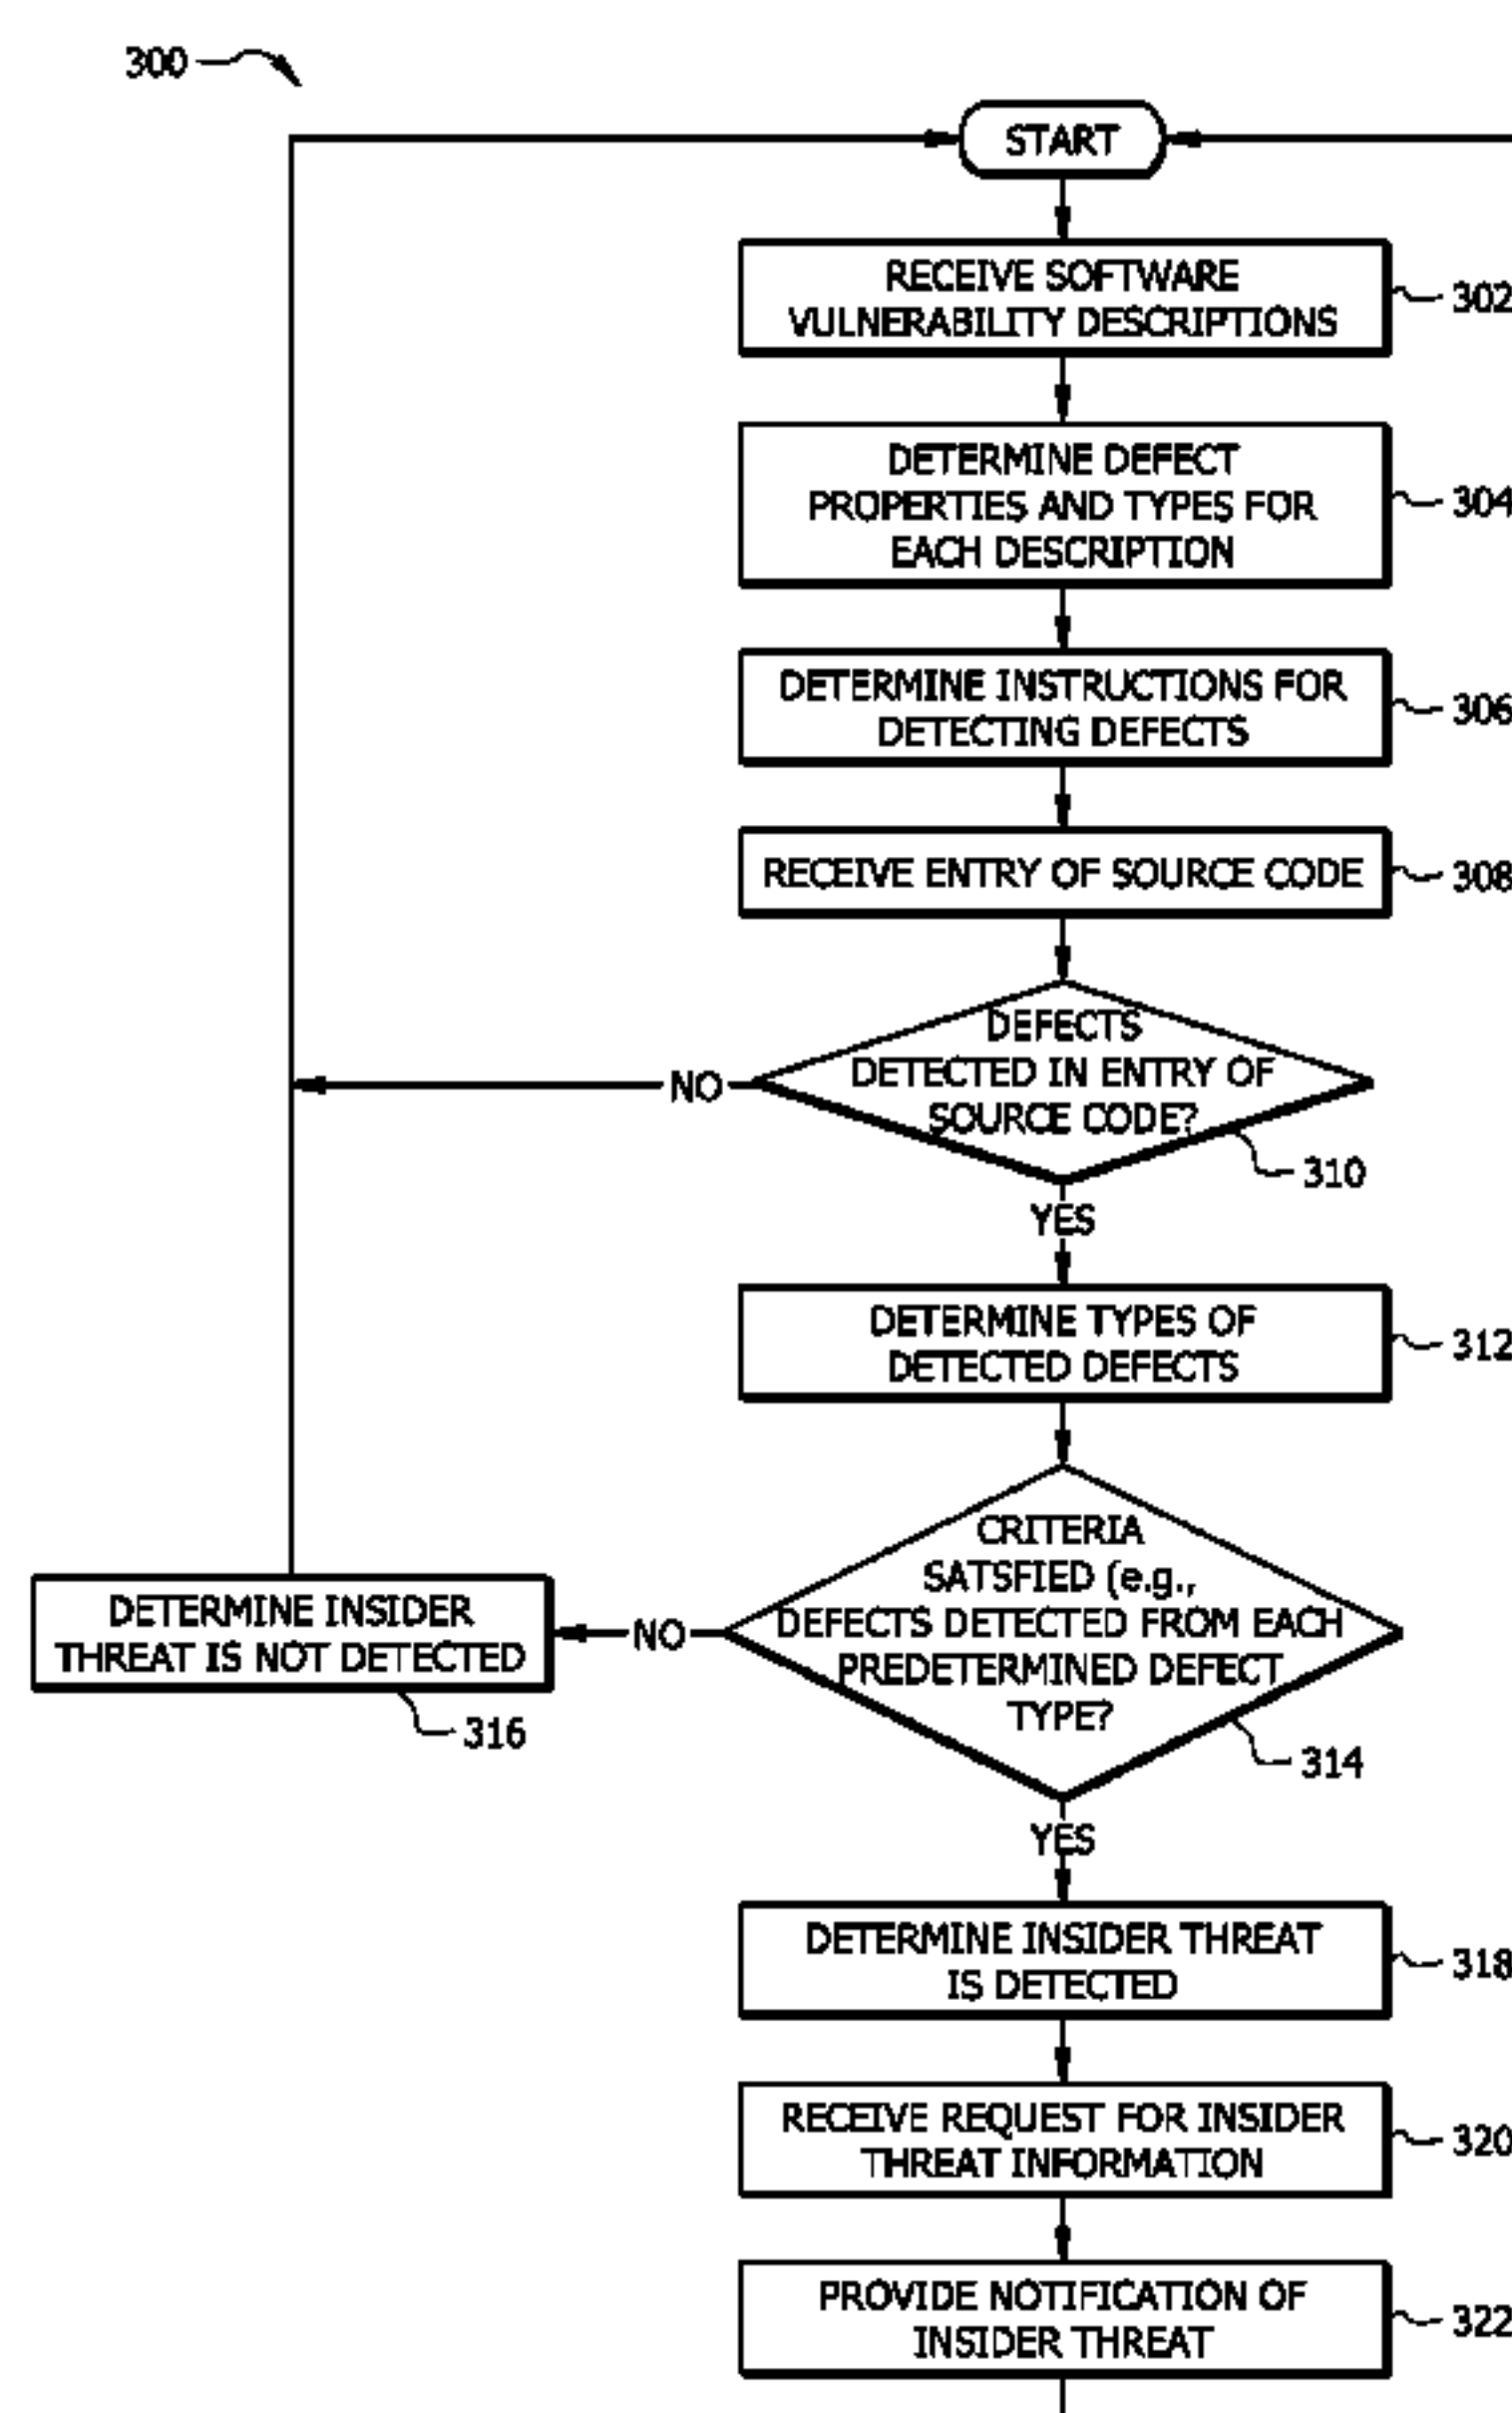 300
START
RECEIVE SOFTWARE
VULNERABILITY DESCRIPTIONS
302
DETERMINE DEFECT
PROPERTIES AND TYPES FOR
EACH DESCRIPTION
304
DETERMINE INSTRUCTIONS FOR
DETECTING DEFECTS
306
RECEIVE ENTRY OF SOURCE CODE
308
DEFECTS
DETECTED IN ENTRY OF
SOURCE CODE?
NO
310
YES
DETERMINE TYPES OF
DETECTED DEFECTS
312
CRITERIA
SATSFIED (e.g.,
DEFECTS DETECTED FROM EACH
PREDETERMINED DEFECT
TYPE?
314
NO
DETERMINE INSIDER
THREAT IS NOT DETECTED
316
YES
DETERMINE INSIDER THREAT
IS DETECTED
318
RECEIVE REQUEST FOR INSIDER
THREAT INFORMATION
320
PROVIDE NOTIFICATION OF
INSIDER THREAT
322